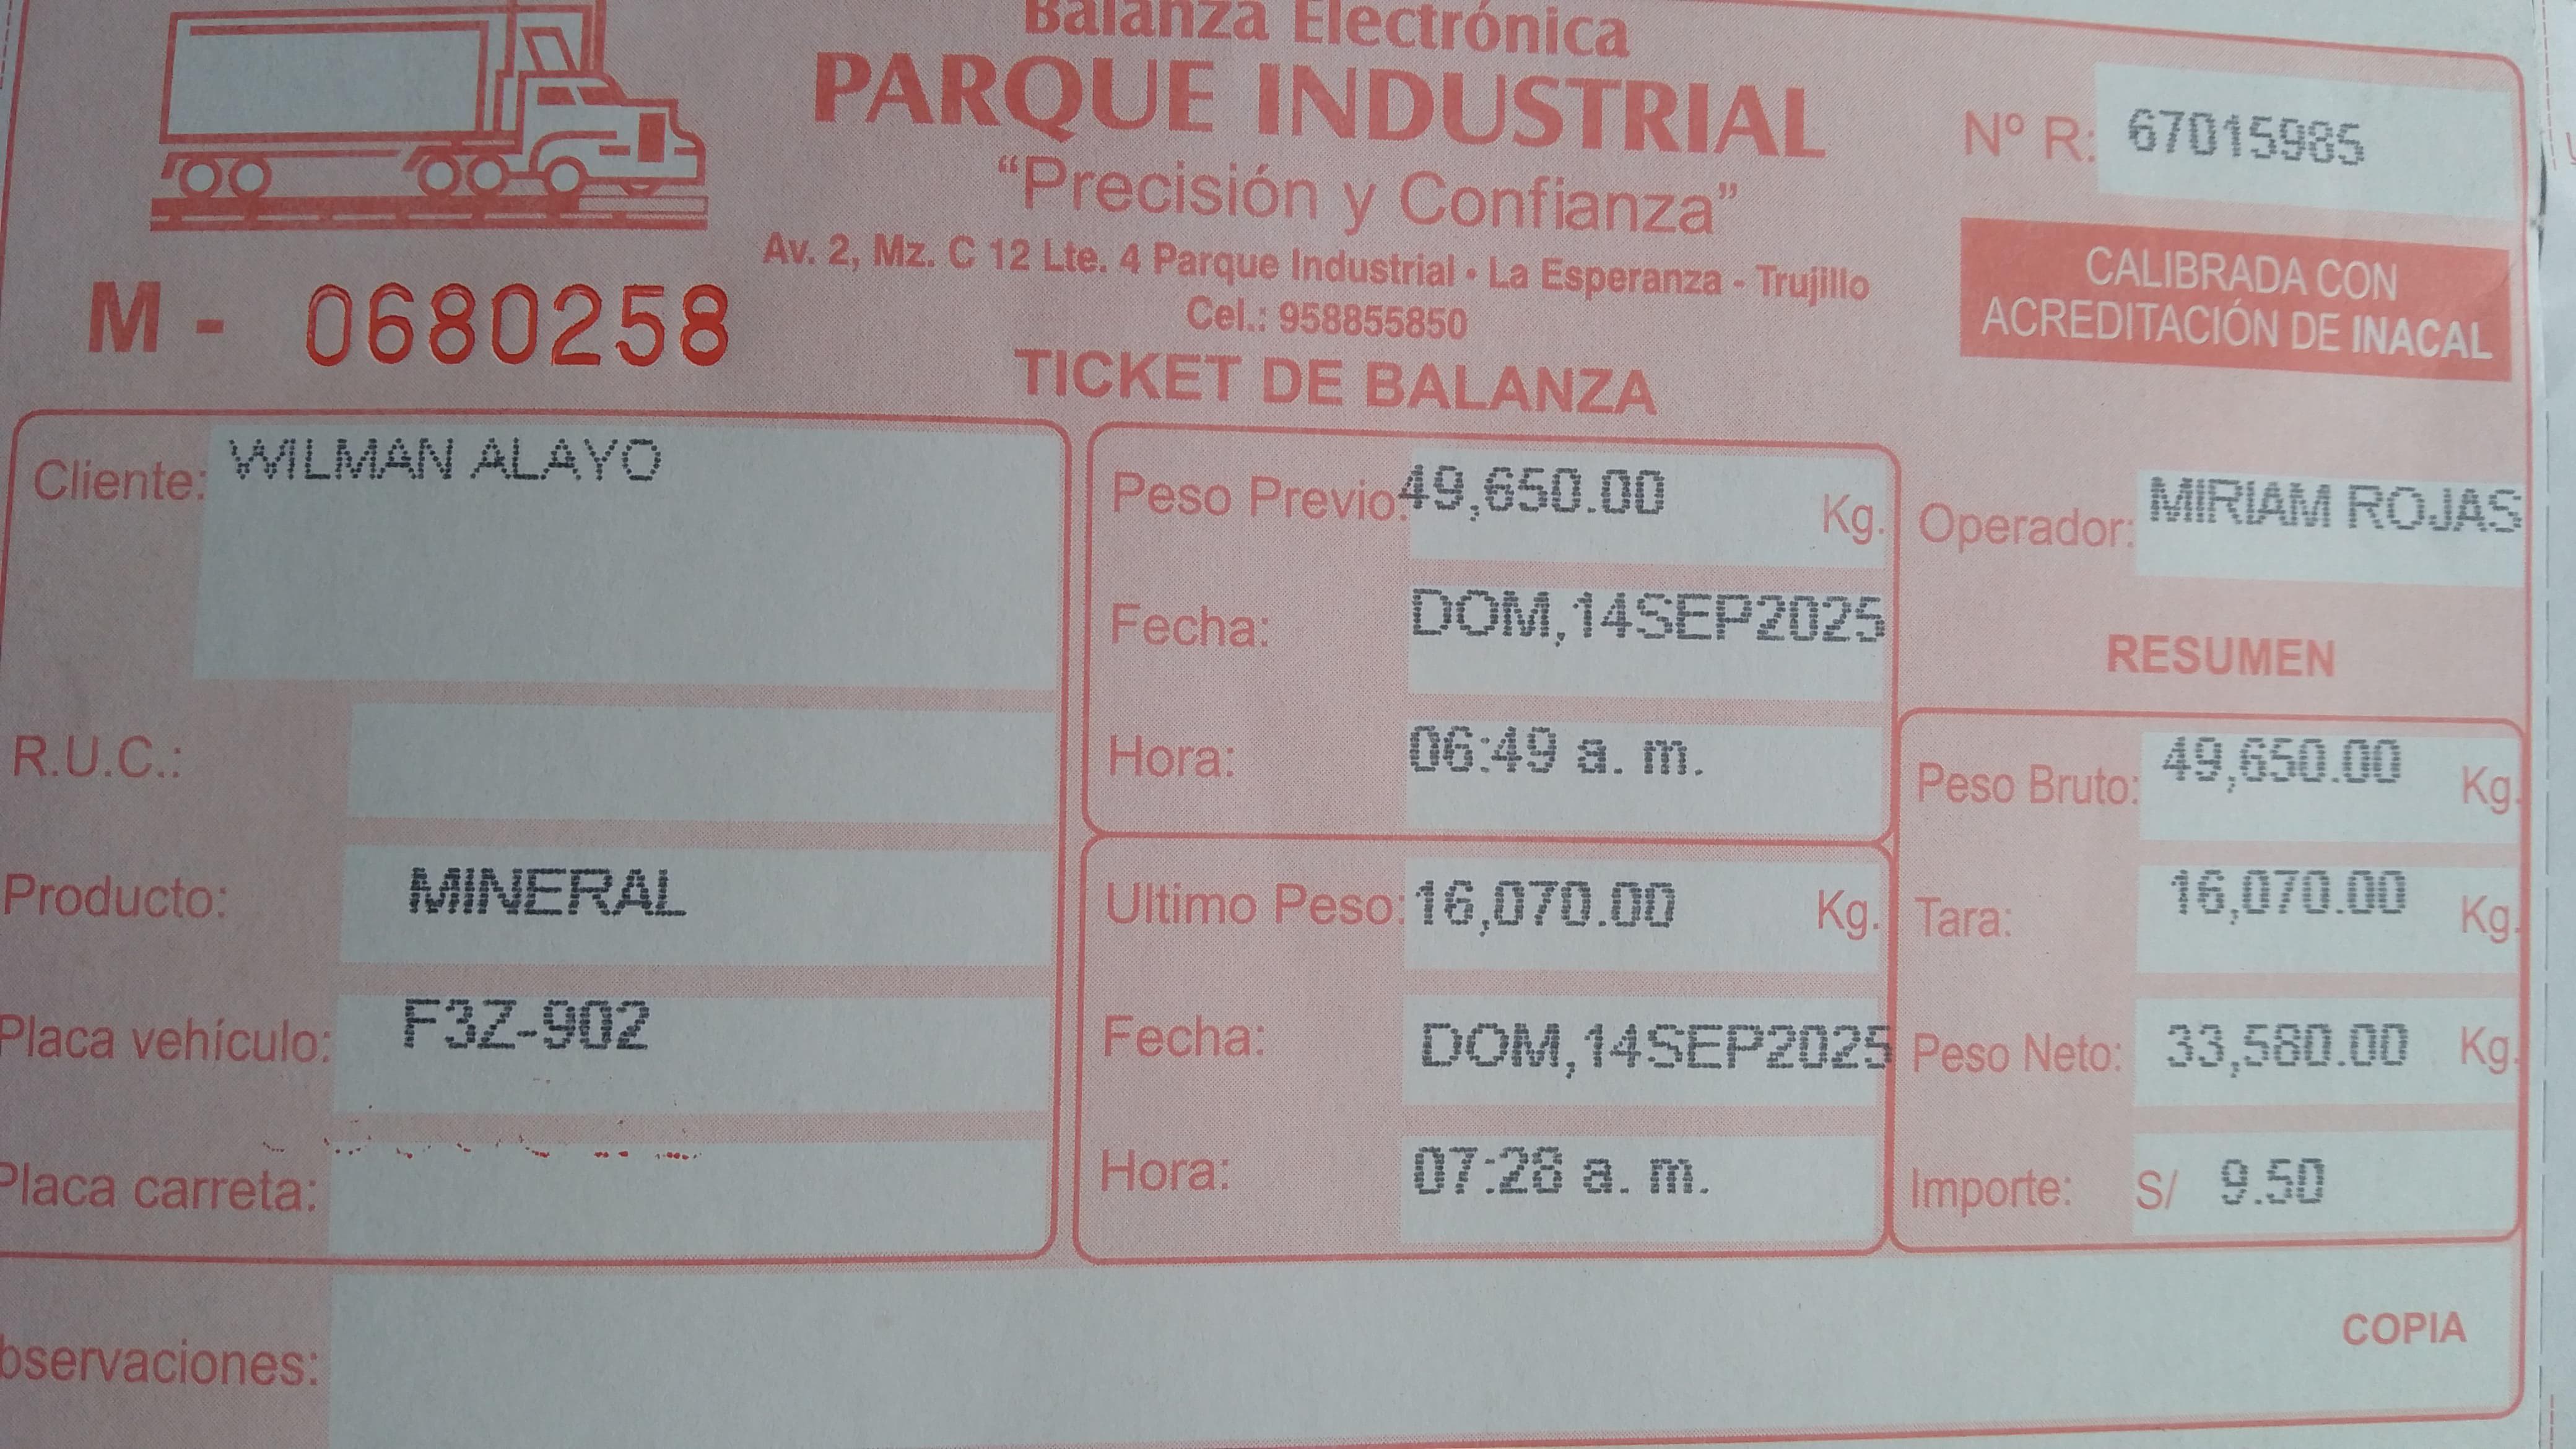 Balanza Electrónica
PARQUE INDUSTRIAL
"Precisión y Confianza"
Av. 2, Mz. C 12 Lte. 4 Parque Industrial • La Esperanza - Trujillo
Cel.: 958855850
TICKET DE BALANZA
Nº R: 67015985
CALIBRADA CON
ACREDITACIÓN DE INACAL
M - 0680258
Cliente: WILMAN ALAYO
R.U.C.:
Producto: MINERAL
Placa vehículo: F3Z-902
Placa carreta:
Peso Previo: 49,650.00 Kg.
Fecha: DOM,14SEP2025
Hora: 06:49 a. m.
Ultimo Peso: 16,070.00 Kg.
Fecha: DOM,14SEP2025
Hora: 07:28 a. m.
Operador: MIRIAM ROJAS
RESUMEN
Peso Bruto: 49,650.00 Kg.
Tara: 16,070.00 Kg.
Peso Neto: 33,580.00 Kg.
Importe: S/ 9.50
bservaciones:
COPIA